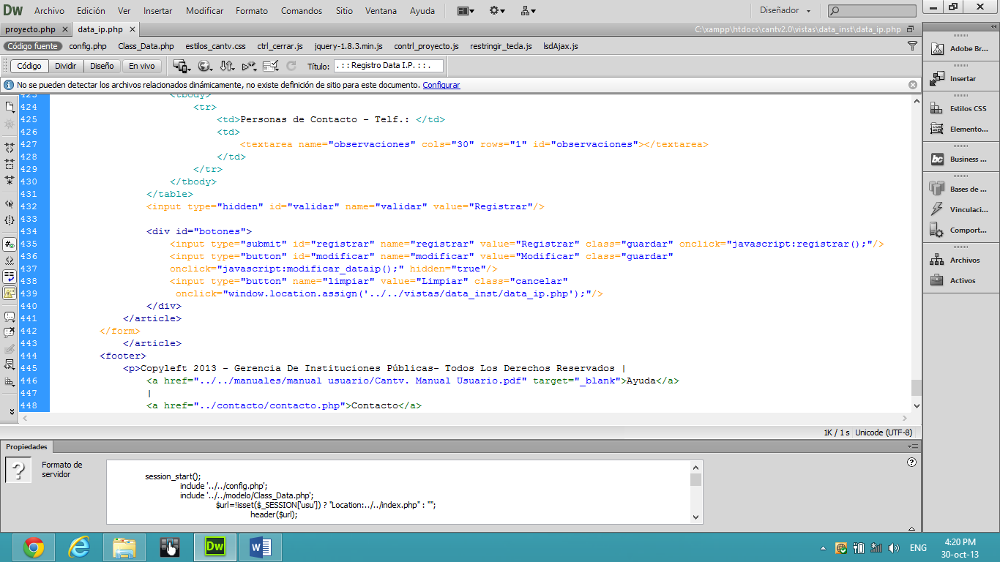 Dw Archivo Edición Ver Insertar Modificar Formato Comandos Sitio Ventana Ayuda Diseñador
proyecto.php × data_ip.php × C:\xampp\htdocs\cantv2.0\vistas\data_inst\data_ip.php
Código fuente config.php Class_Data.php estilos_cantv.css ctrl_cerrar.js jquery-1.8.3.min.js contrl_proyecto.js restringir_tecla.js lsdAjax.js
Código Dividir Diseño En vivo Título: . : : Registro Data I.P. : : .
No se pueden detectar los archivos relacionados dinámicamente, no existe definición de sitio para este documento. Configurar
423 <tbody>
424 <tr>
425 <td>Personas de Contacto - Telf.: </td>
426 <td>
427 <textarea name="observaciones" cols="30" rows="1" id="observaciones"></textarea>
428 </td>
429 </tr>
430 </tbody>
431 </table>
432 <input type="hidden" id="validar" name="validar" value="Registrar"/>
433
434 <div id="botones">
435 <input type="submit" id="registrar" name="registrar" value="Registrar" class="guardar" onclick="javascript:registrar();"/>
436 <input type="button" id="modificar" name="modificar" value="Modificar" class="guardar"
437 onclick="javascript:modificar_dataip();" hidden="true"/>
438 <input type="button" name="limpiar" value="Limpiar" class="cancelar"
439 onclick="window.location.assign('../../vistas/data_inst/data_ip.php');"/>
440 </div>
441 </article>
442 </form>
443 </article>
444 <footer>
445 <p>Copyleft 2013 - Gerencia De Instituciones Públicas- Todos Los Derechos Reservados |
446 <a href="../../manuales/manual usuario/Cantv. Manual Usuario.pdf" target="_blank">Ayuda</a>
447 |
448 <a href="../contacto/contacto.php">Contacto</a>
1K / 1 s Unicode (UTF-8)
Propiedades
Formato de
servidor
session_start();
include '../../config.php';
include '../../modelo/Class_Data.php';
$url=!isset($_SESSION['usu']) ? "Location:../../index.php" : "";
header($url);
Adobe Br...
Insertar
Estilos CSS
Elemento...
Business ...
Bases de ...
Vinculaci...
Comport...
Archivos
Activos
Dw
ENG
4:20 PM
30-oct-13